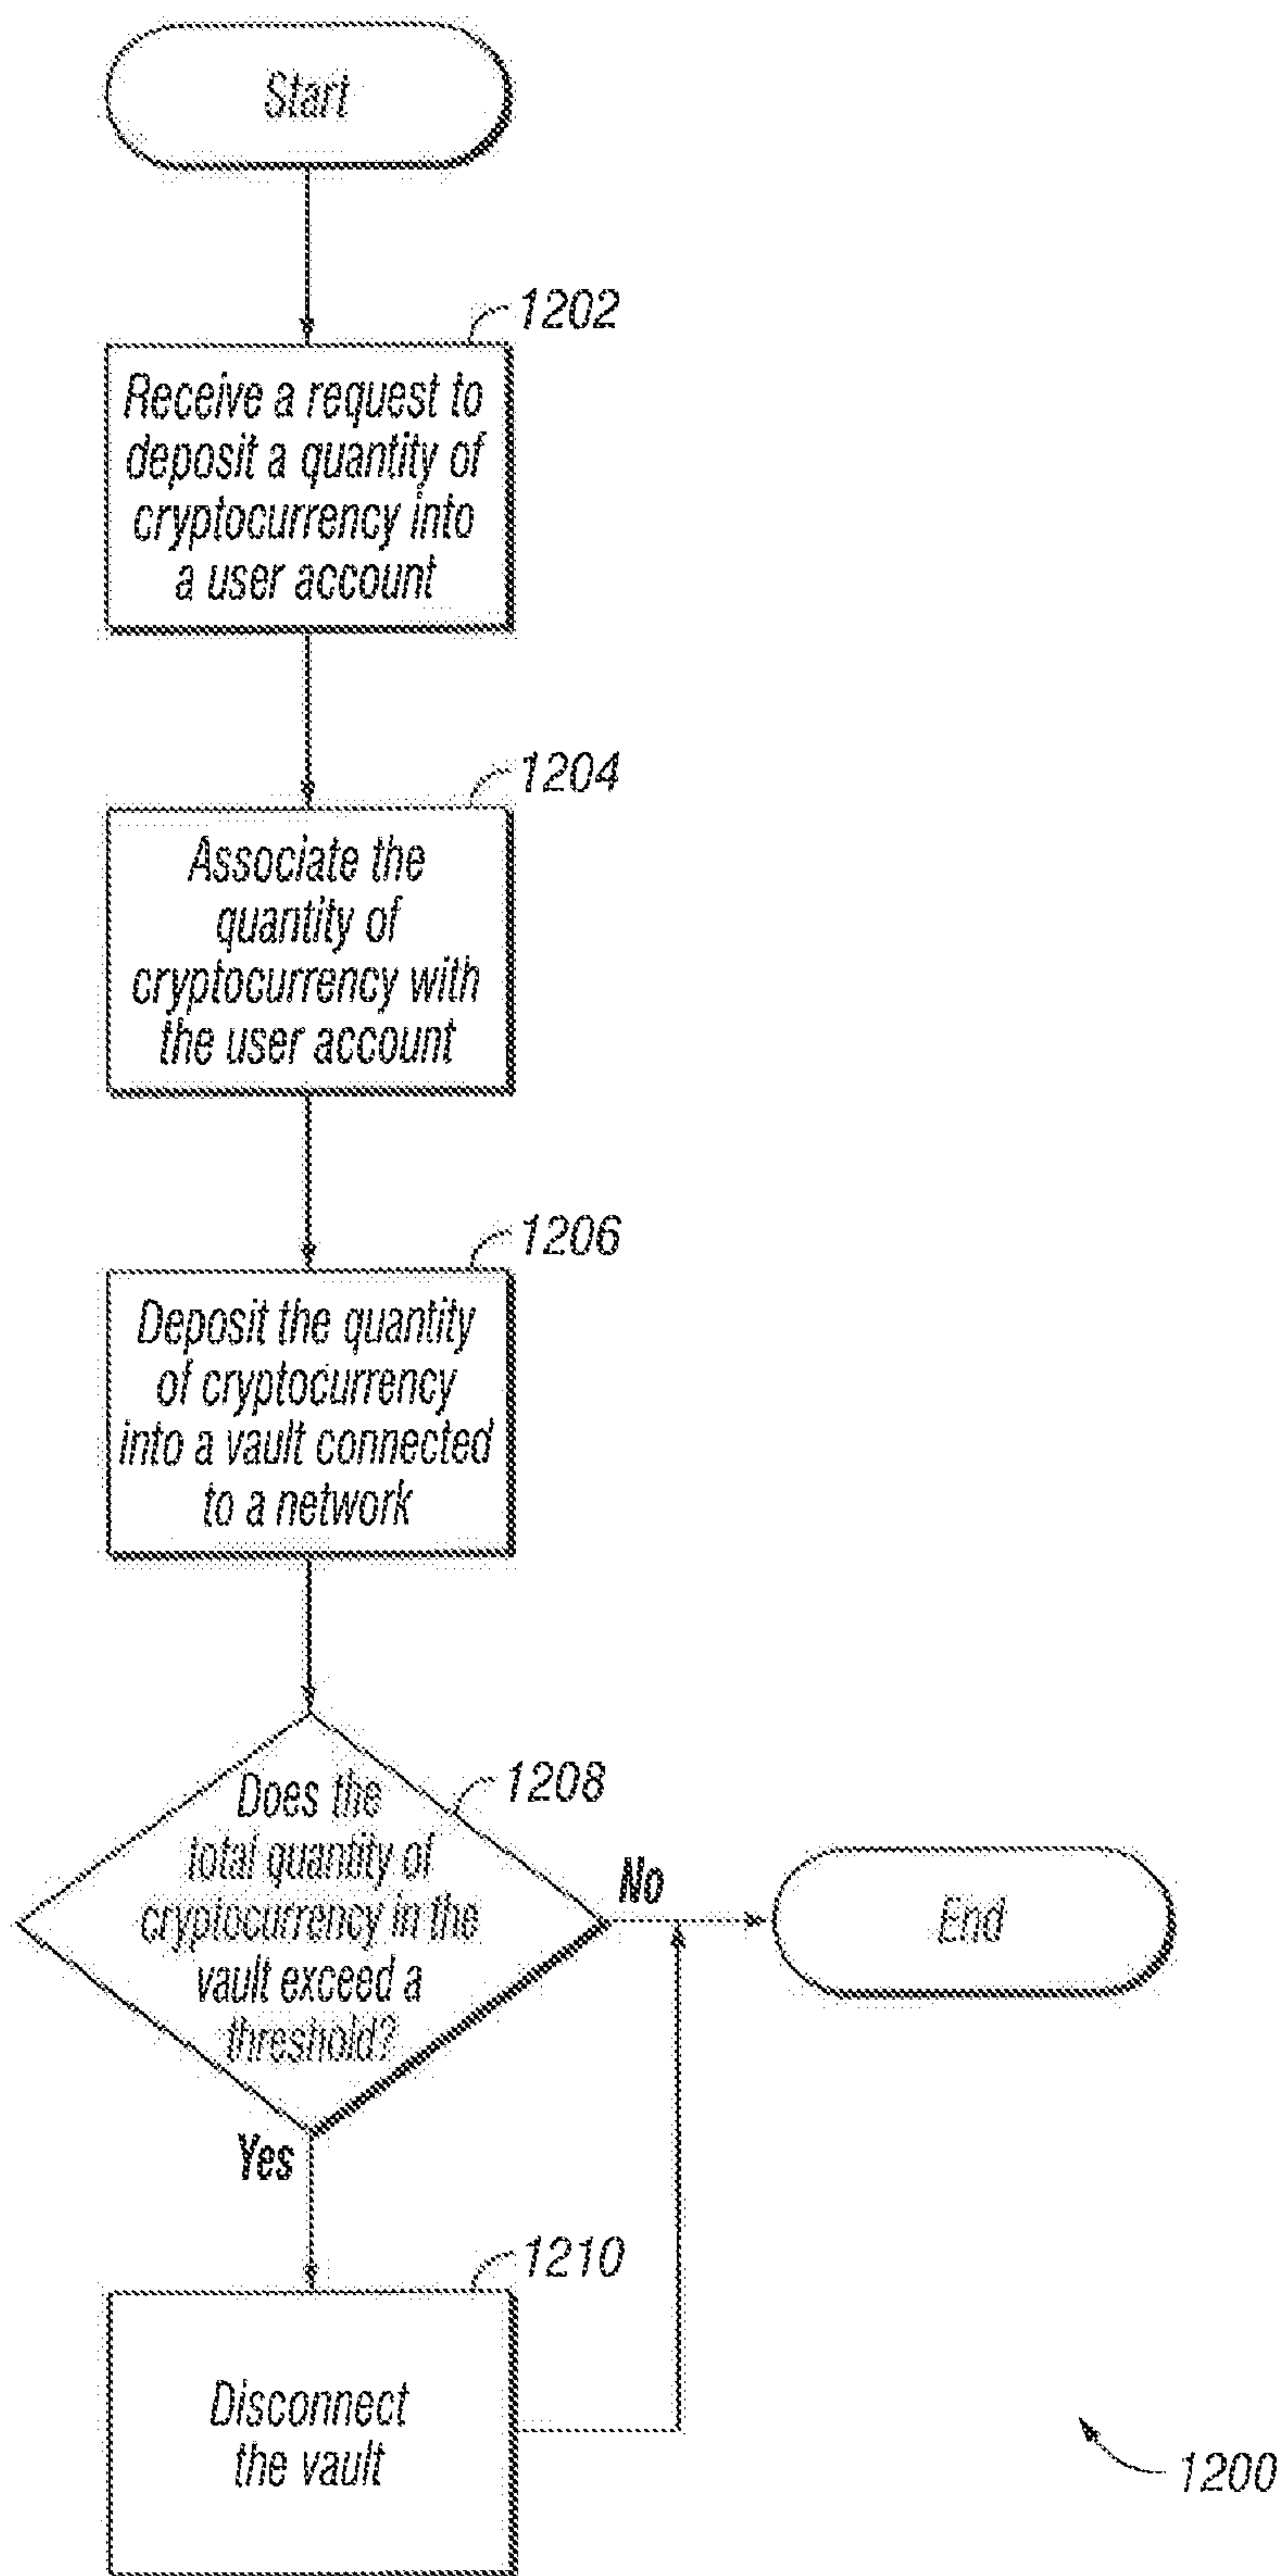 Start
1202
Receive a request to
deposit a quantity of
cryptocurrency into
a user account
1204
Associate the
quantity of
cryptocurrency with
the user account
1206
Deposit the quantity
of cryptocurrency
into a vault connected
to a network
1208
Does the
total quantity of
cryptocurrency in the
vault exceed a
threshold?
No
End
Yes
1210
Disconnect
the vault
1200